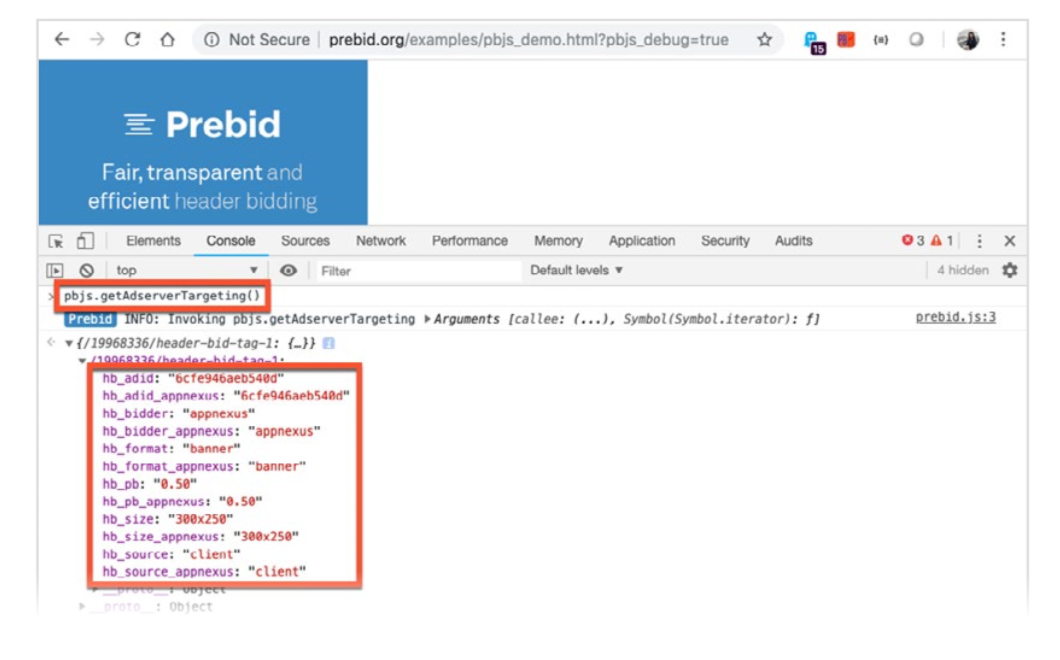 Not Secure | prebid.org/examples/pbjs_demo.html?pbjs_debug=true
15
Prebid
Fair, transparent and
efficient header bidding
Elements Console Sources Network Performance Memory Application Security Audits 3 1
top Filter Default levels ▼ 4 hidden
> pbjs.getAdserverTargeting()
Prebid INFO: Invoking pbjs.getAdserverTargeting ▶Arguments [callee: (...), Symbol(Symbol.iterator): ƒ] prebid.js:3
▼{/19968336/header-bid-tag-1: {…}}
▼/19968336/header-bid-tag-1:
hb_adid: "6cfe946aeb540d"
hb_adid_appnexus: "6cfe946aeb540d"
hb_bidder: "appnexus"
hb_bidder_appnexus: "appnexus"
hb_format: "banner"
hb_format_appnexus: "banner"
hb_pb: "0.50"
hb_pb_appnexus: "0.50"
hb_size: "300x250"
hb_size_appnexus: "300x250"
hb_source: "client"
hb_source_appnexus: "client"
▶__proto__: Object
▶__proto__: Object